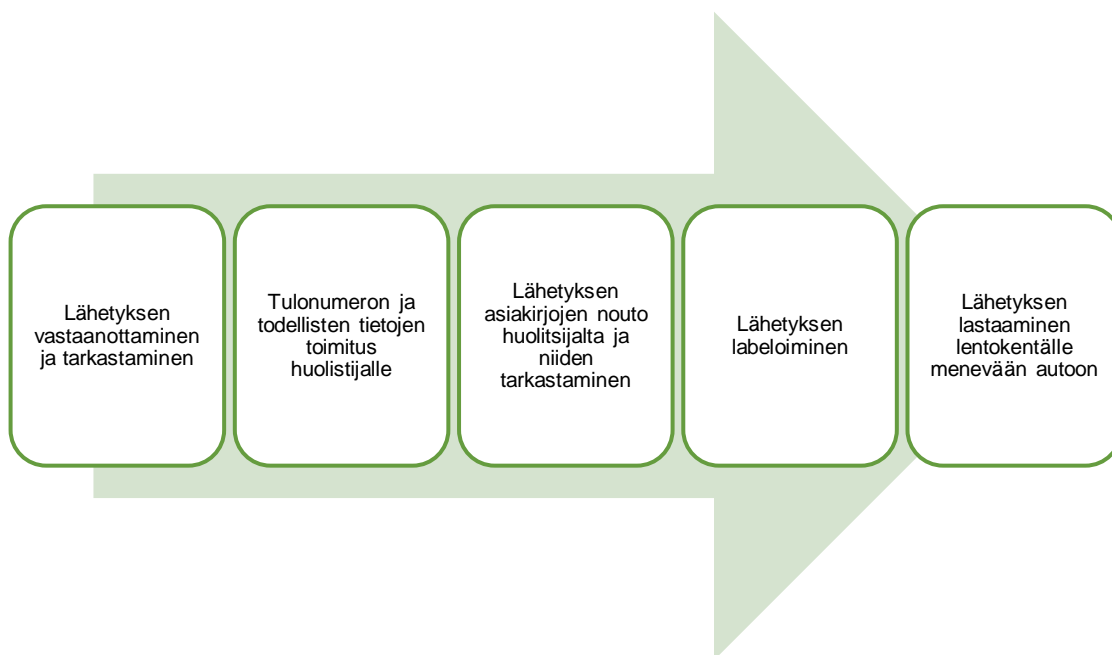 Lähetyksen
vastaanottaminen
ja tarkastaminen
Tulonumeron ja
todellisten tietojen
toimitus
huolistijalle
Lähetyksen
asiakirjojen nouto
huolitsijalta ja
niiden
tarkastaminen
Lähetyksen
labeloiminen
Lähetyksen
lastaaminen
lentokentälle
menevään autoon